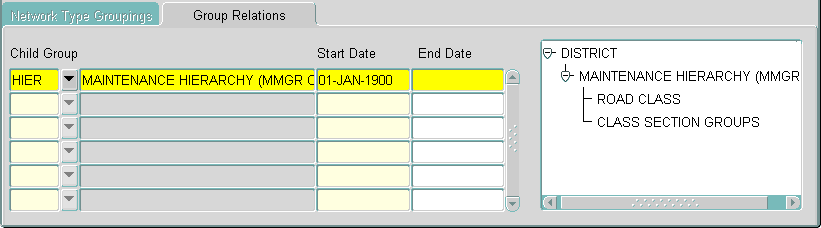 Network Type Groupings
Group Relations
Child Group
Start Date
End Date
HIER
MAINTENANCE HIERARCHY (MMGR
01-JAN-1900
DISTRICT
MAINTENANCE HIERARCHY (MMGR
ROAD CLASS
CLASS SECTION GROUPS